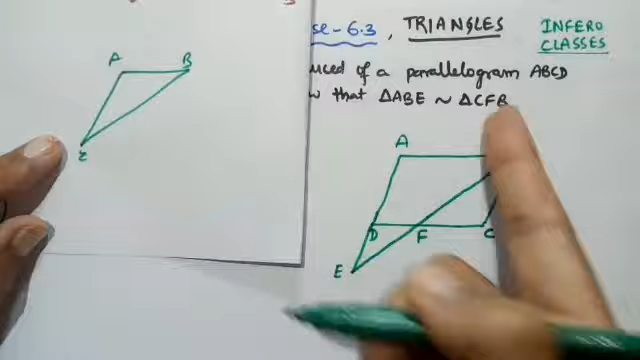 se-6.3, TRIANGLES
INFERO
CLASSES
uced of a parallelogram ABCD
w that ΔABE ~ ΔCFB
A B
E
A
D F C
E